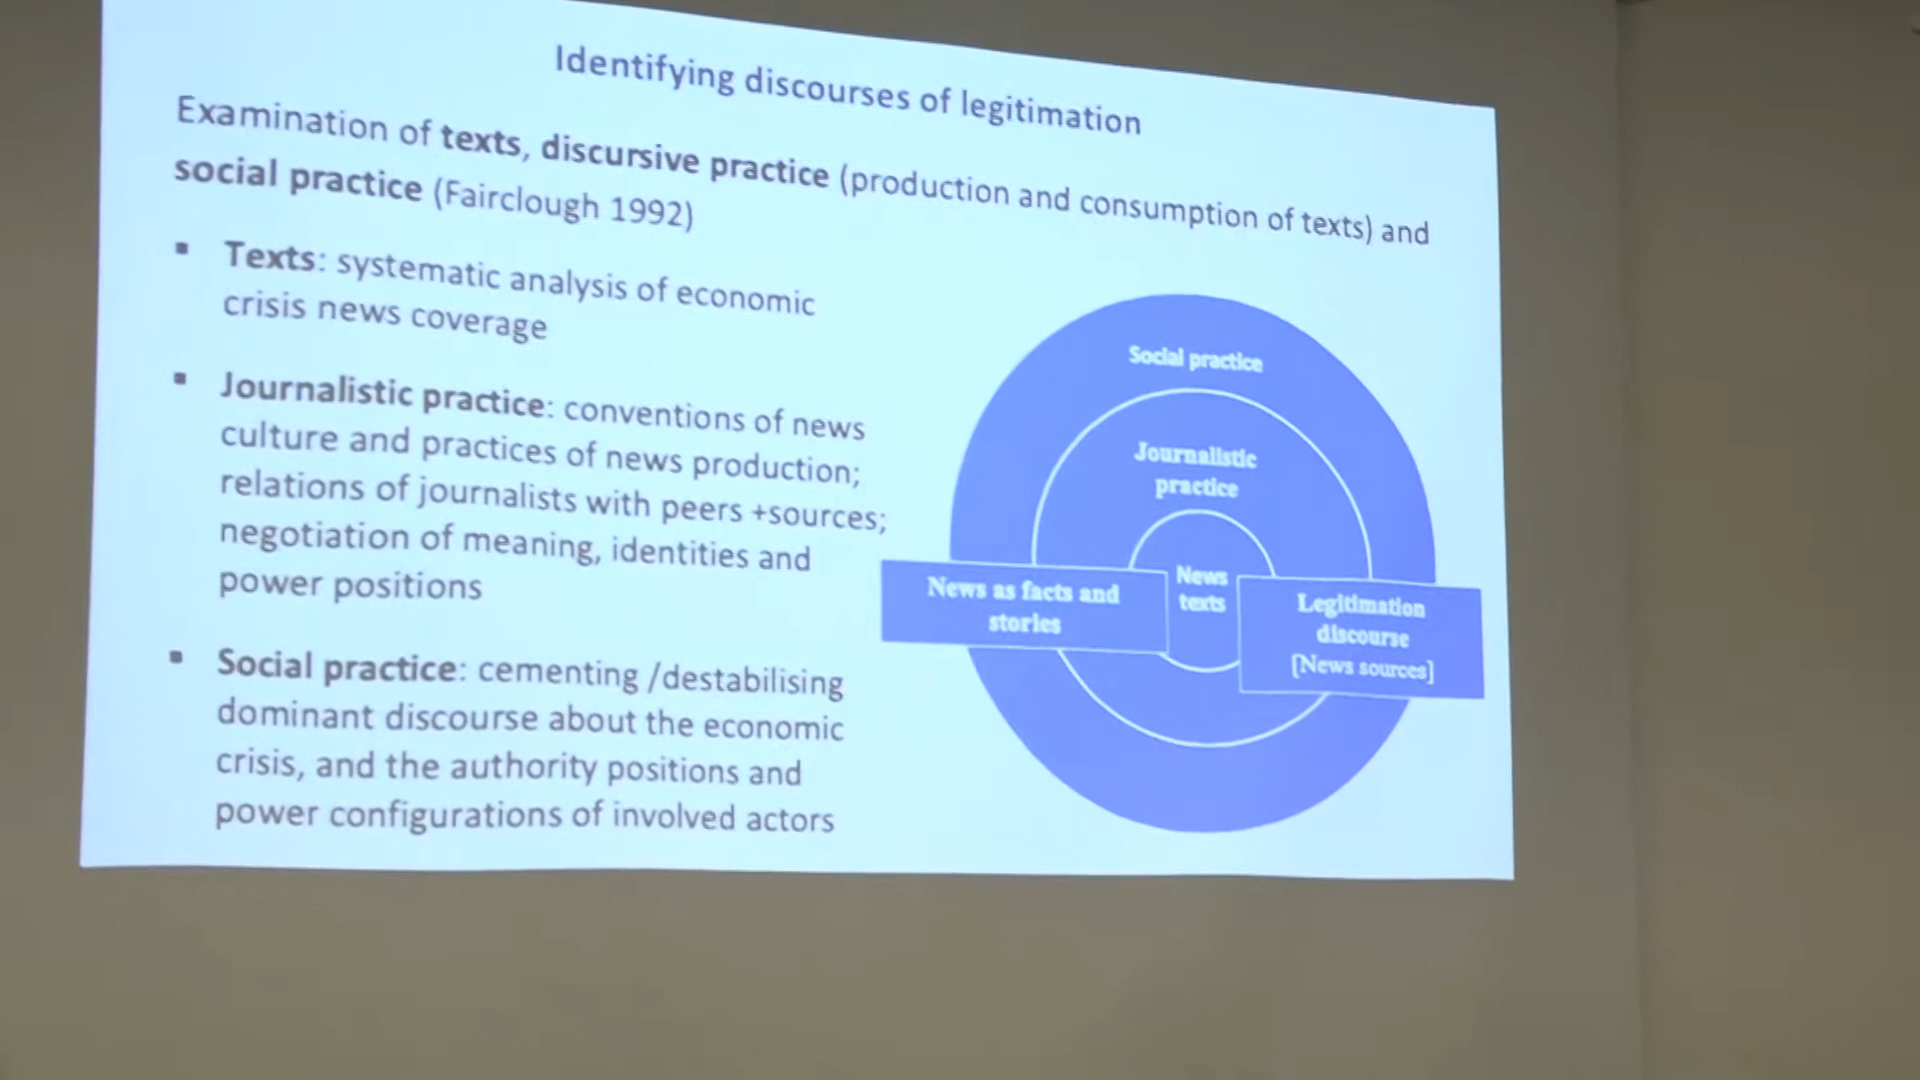 Identifying discourses of legitimation
Examination of texts, discursive practice (production and consumption of texts) and
social practice (Fairclough 1992)
▪ Texts: systematic analysis of economic
crisis news coverage
▪ Journalistic practice: conventions of news
culture and practices of news production;
relations of journalists with peers +sources;
negotiation of meaning, identities and
power positions
▪ Social practice: cementing /destabilising
dominant discourse about the economic
crisis, and the authority positions and
power configurations of involved actors
Social practice
Journalistic
practice
News
texts
News as facts and
stories
Legitimation
discourse
[News sources]